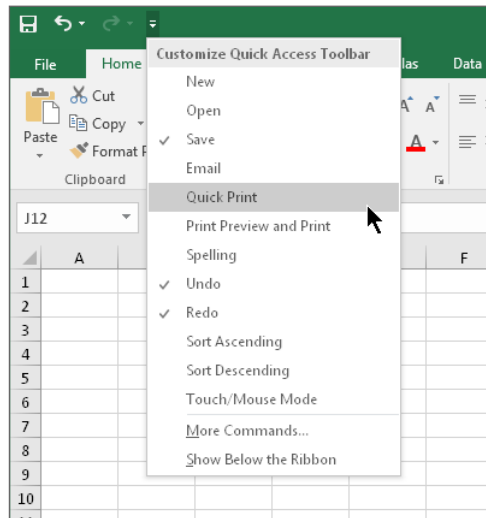 Customize Quick Access Toolbar
File Home las Data
New
Open
Save
Email
Quick Print
Print Preview and Print
Spelling
Undo
Redo
Sort Ascending
Sort Descending
Touch/Mouse Mode
More Commands...
Show Below the Ribbon
Cut
Copy
Paste
Format P
Clipboard
A A
A
J12
A F
1
2
3
4
5
6
7
8
9
10